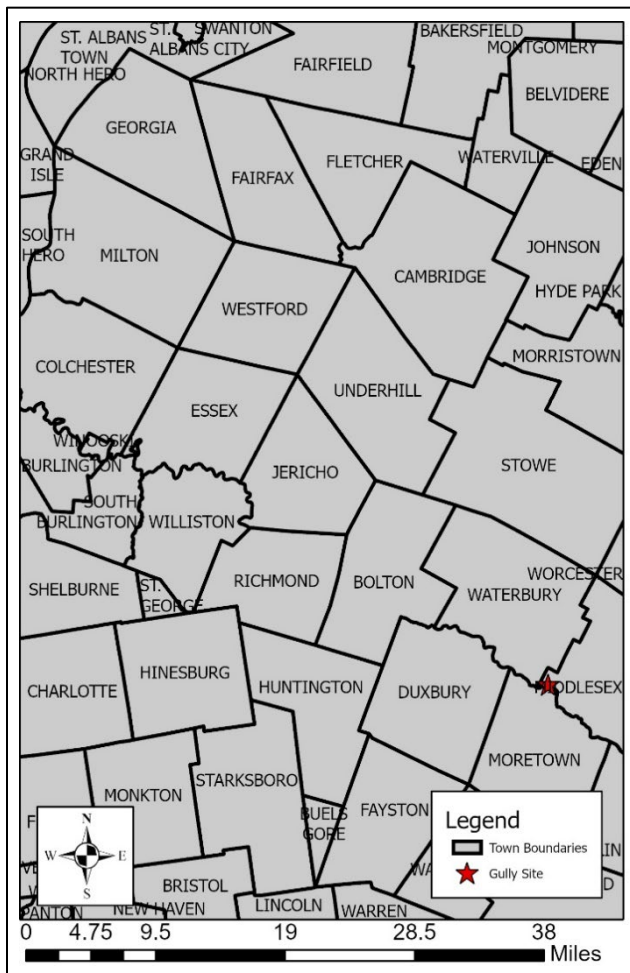 ST. ALBANS
TOWN
ST.
ALBANS CITY
SWANTON
BAKERSFIELD
MONTGOMERY
NORTH HERO
FAIRFIELD
BELVIDERE
GEORGIA
FLETCHER
WATERVILLE
EDEN
GRAND
ISLE
FAIRFAX
SOUTH
HERO
MILTON
CAMBRIDGE
JOHNSON
HYDE PARK
WESTFORD
MORRISTOWN
COLCHESTER
ESSEX
UNDERHILL
WINOOSKI
BURLINGTON
JERICHO
STOWE
SOUTH
BURLINGTON
WILLISTON
SHELBURNE
ST.
GEORGE
RICHMOND
BOLTON
WATERBURY
WORCESTER
HINESBURG
CHARLOTTE
HUNTINGTON
DUXBURY
MIDDLESEX
MORETOWN
MONKTON
STARKSBORO
BUELS
GORE
FAYSTON
BRISTOL
NEW HAVEN
PANTON
LINCOLN
WARREN
N
W E
S
Legend
Town Boundaries
Gully Site
0 4.75 9.5 19 28.5 38
Miles